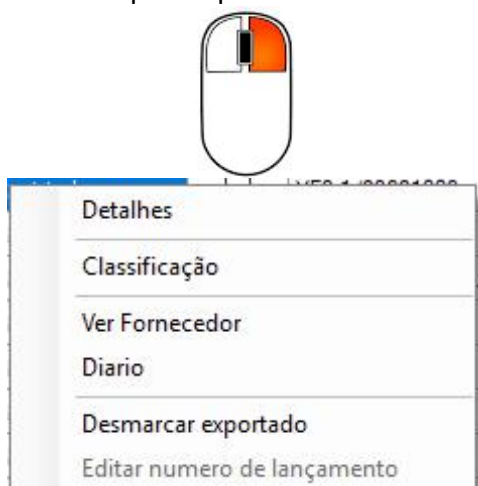 Detalhes
Classificação
Ver Fornecedor
Diario
Desmarcar exportado
Editar numero de lançamento